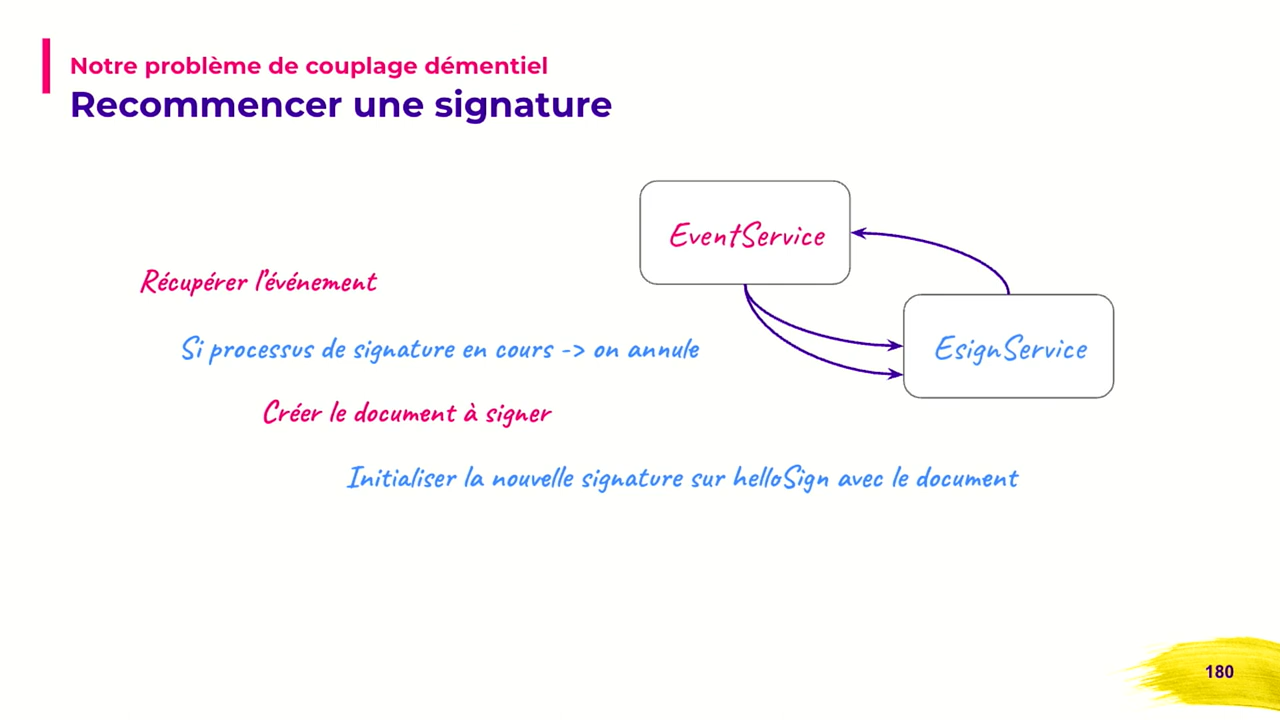 Notre problème de couplage démentiel
Recommencer une signature
EventService
Récupérer l'événement
Si processus de signature en cours -> on annule
EsignService
Créer le document à signer
Initialiser la nouvelle signature sur helloSign avec le document
180